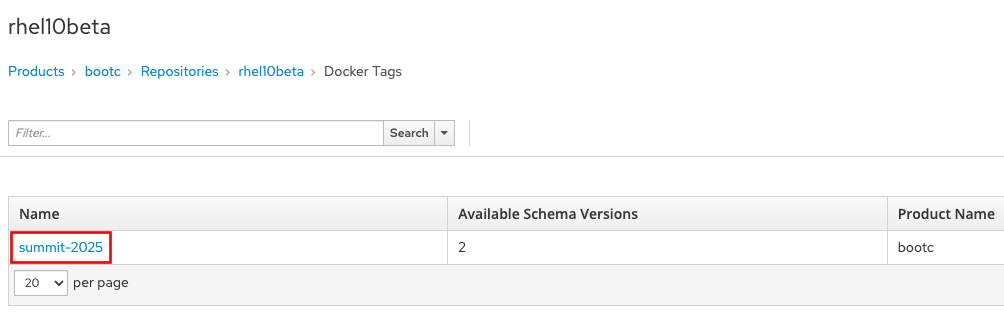 rhel10beta
Products › bootc › Repositories › rhel10beta › Docker Tags
Filter... Search
Name Available Schema Versions Product Name
summit-2025 2 bootc
20 per page